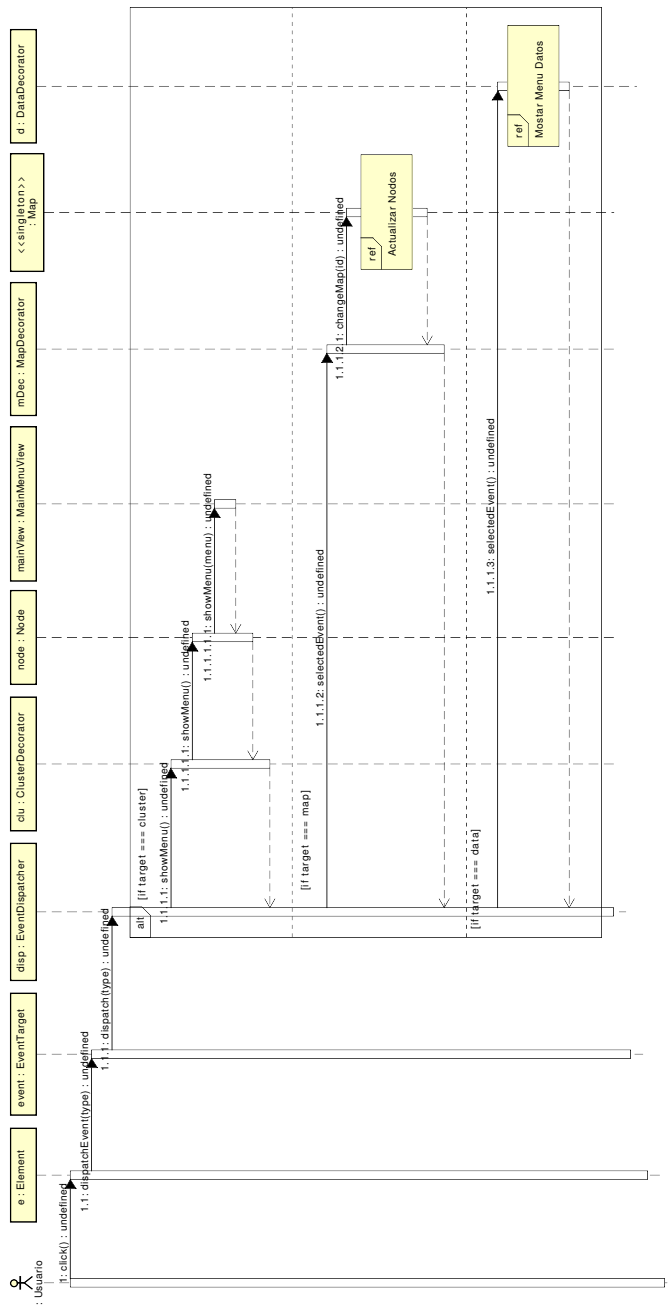 : Usuario
e : Element
event : EventTarget
disp : EventDispatcher
clu : ClusterDecorator
node : Node
mainView : MainMenuView
mDec : MapDecorator
<<singleton>>
: Map
d : DataDecorator
1: click() : undefined
1.1: dispatchEvent(type) : undefined
1.1.1: dispatch(type) : undefined
alt
[if target === cluster]
1.1.1.1: showMenu() : undefined
1.1.1.1.1: showMenu() : undefined
1.1.1.1.1.1: showMenu(menu) : undefined
[if target === map]
1.1.1.2: selectedEvent() : undefined
1.1.1.2.1: changeMap(id) : undefined
ref
Actualizar Nodos
[if target === data]
1.1.1.3: selectedEvent() : undefined
ref
Mostar Menu Datos